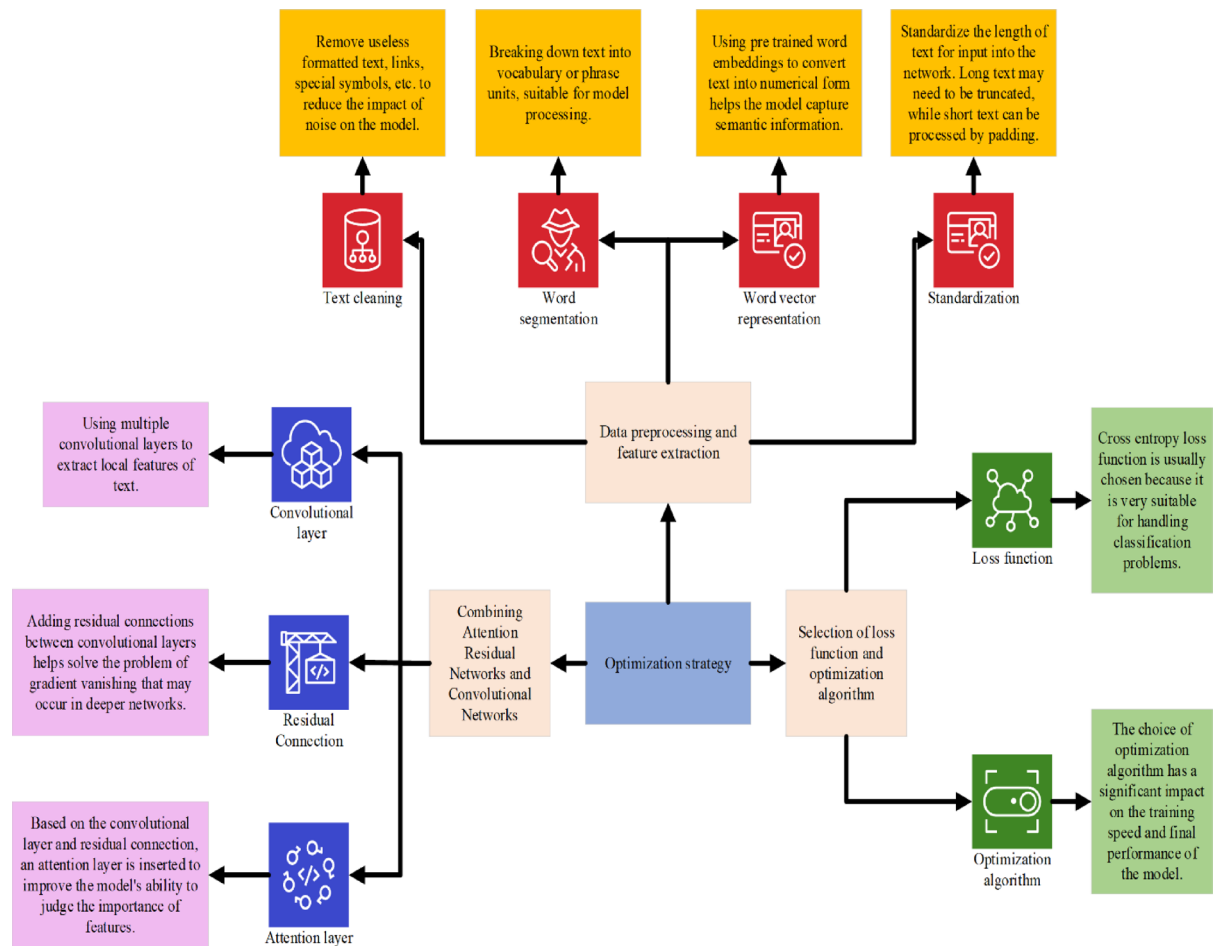 Remove useless
formatted text, links,
special symbols, etc. to
reduce the impact of
noise on the model.
Breaking down text into
vocabulary or phrase
units, suitable for model
processing.
Using pre trained word
embeddings to convert
text into numerical form
helps the model capture
semantic information.
Standardize the length of
text for input into the
network. Long text may
need to be truncated,
while short text can be
processed by padding.
Text cleaning
Word
segmentation
Word vector
representation
Standardization
Data preprocessing and
feature extraction
Using multiple
convolutional layers to
extract local features of
text.
Convolutional
layer
Adding residual connections
between convolutional layers
helps solve the problem of
gradient vanishing that may
occur in deeper networks.
</>
Residual
Connection
Based on the convolutional
layer and residual connection,
an attention layer is inserted to
improve the model's ability to
judge the importance of
features.
</>
Attention layer
Combining
Attention
Residual
Networks and
Convolutional
Networks
Optimization strategy
Selection of loss
function and
optimization
algorithm
Loss function
Cross entropy loss
function is usually
chosen because it
is very suitable
for handling
classification
problems.
Optimization
algorithm
The choice of
optimization
algorithm has a
significant impact
on the training
speed and final
performance of
the model.